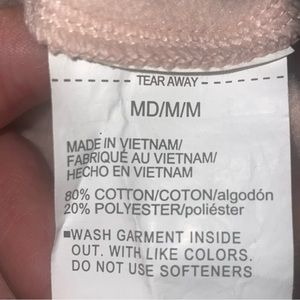 TEAR AWAY
MD/M/M
MADE IN VIETNAM/
FABRIQUÉ AU VIETNAM/
HECHO EN VIETNAM
80% COTTON/COTON/algodón
20% POLYESTER/poliéster
■WASH GARMENT INSIDE
OUT. WITH LIKE COLORS.
DO NOT USE SOFTENERS